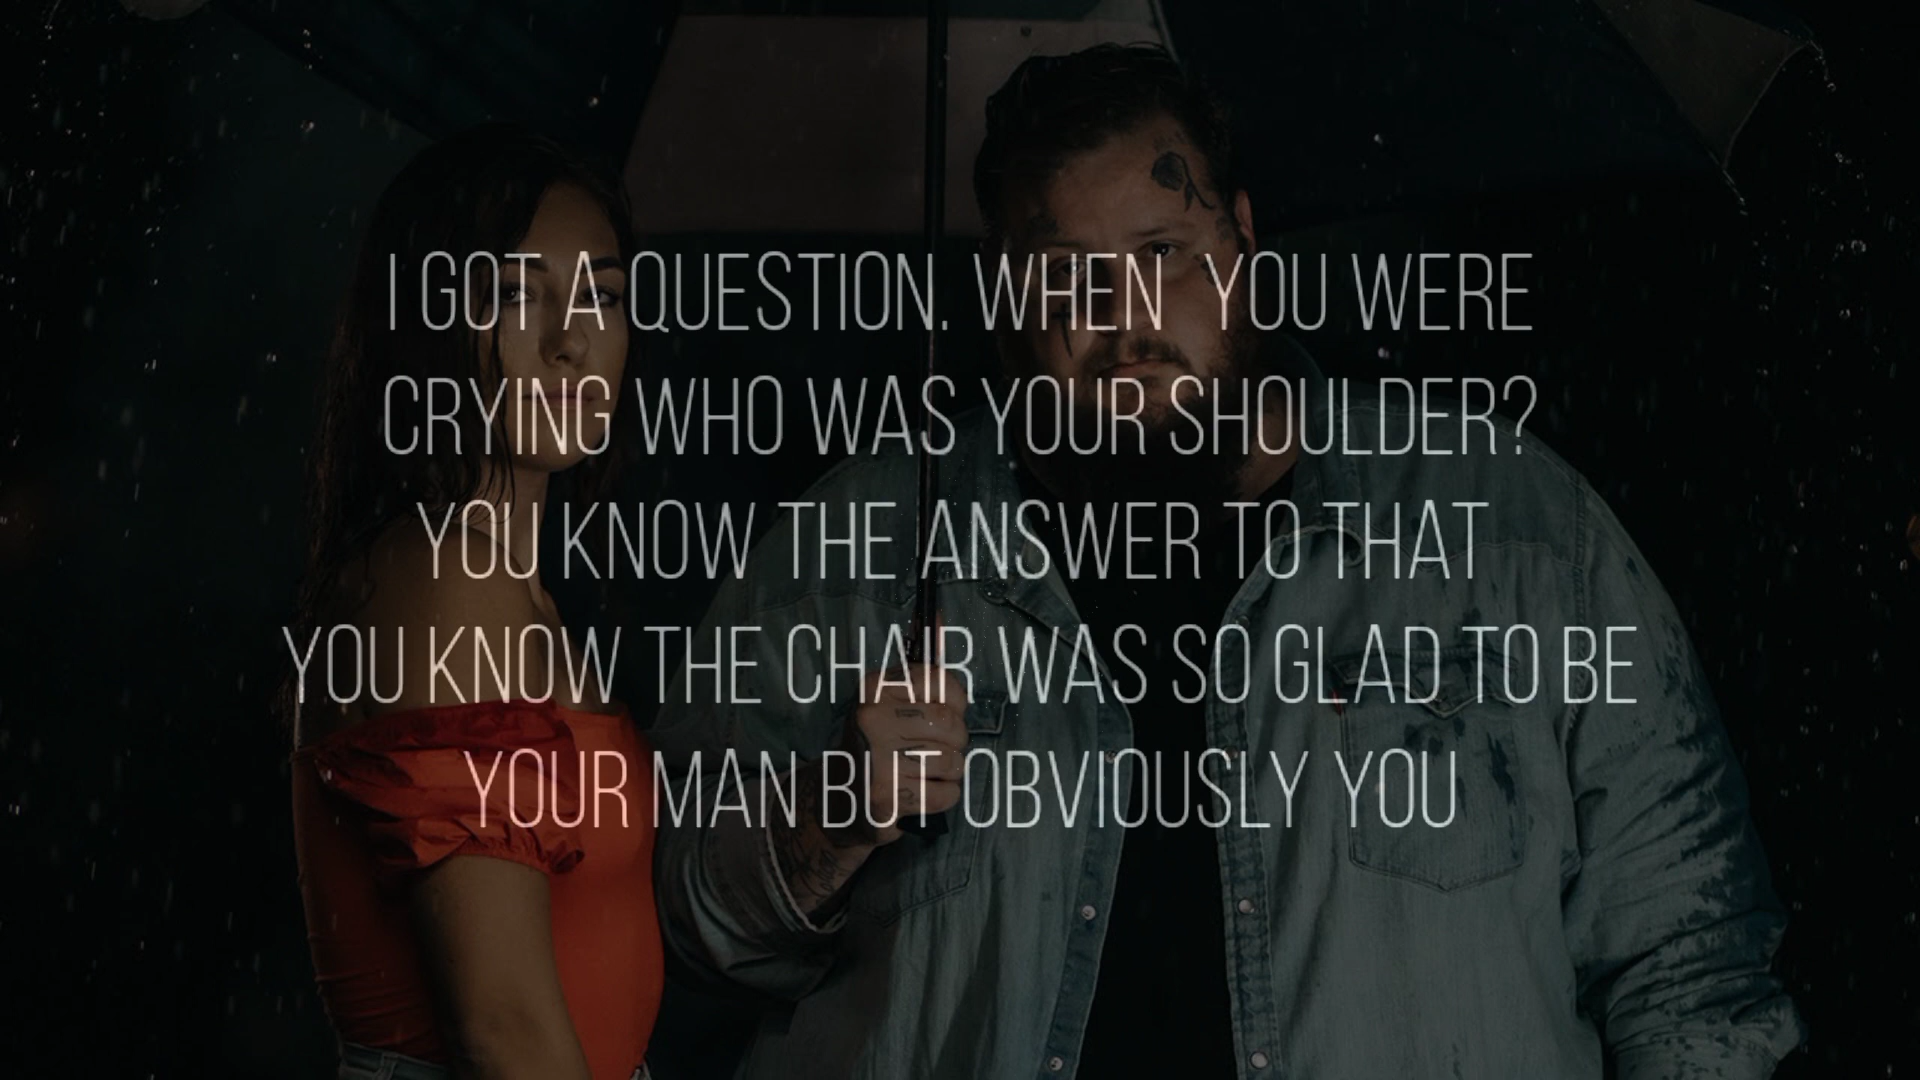 I GOT A QUESTION. WHEN YOU WERE
CRYING WHO WAS YOUR SHOULDER?
YOU KNOW THE ANSWER TO THAT
YOU KNOW THE CHAIR WAS SO GLAD TO BE
YOUR MAN BUT OBVIOUSLY YOU